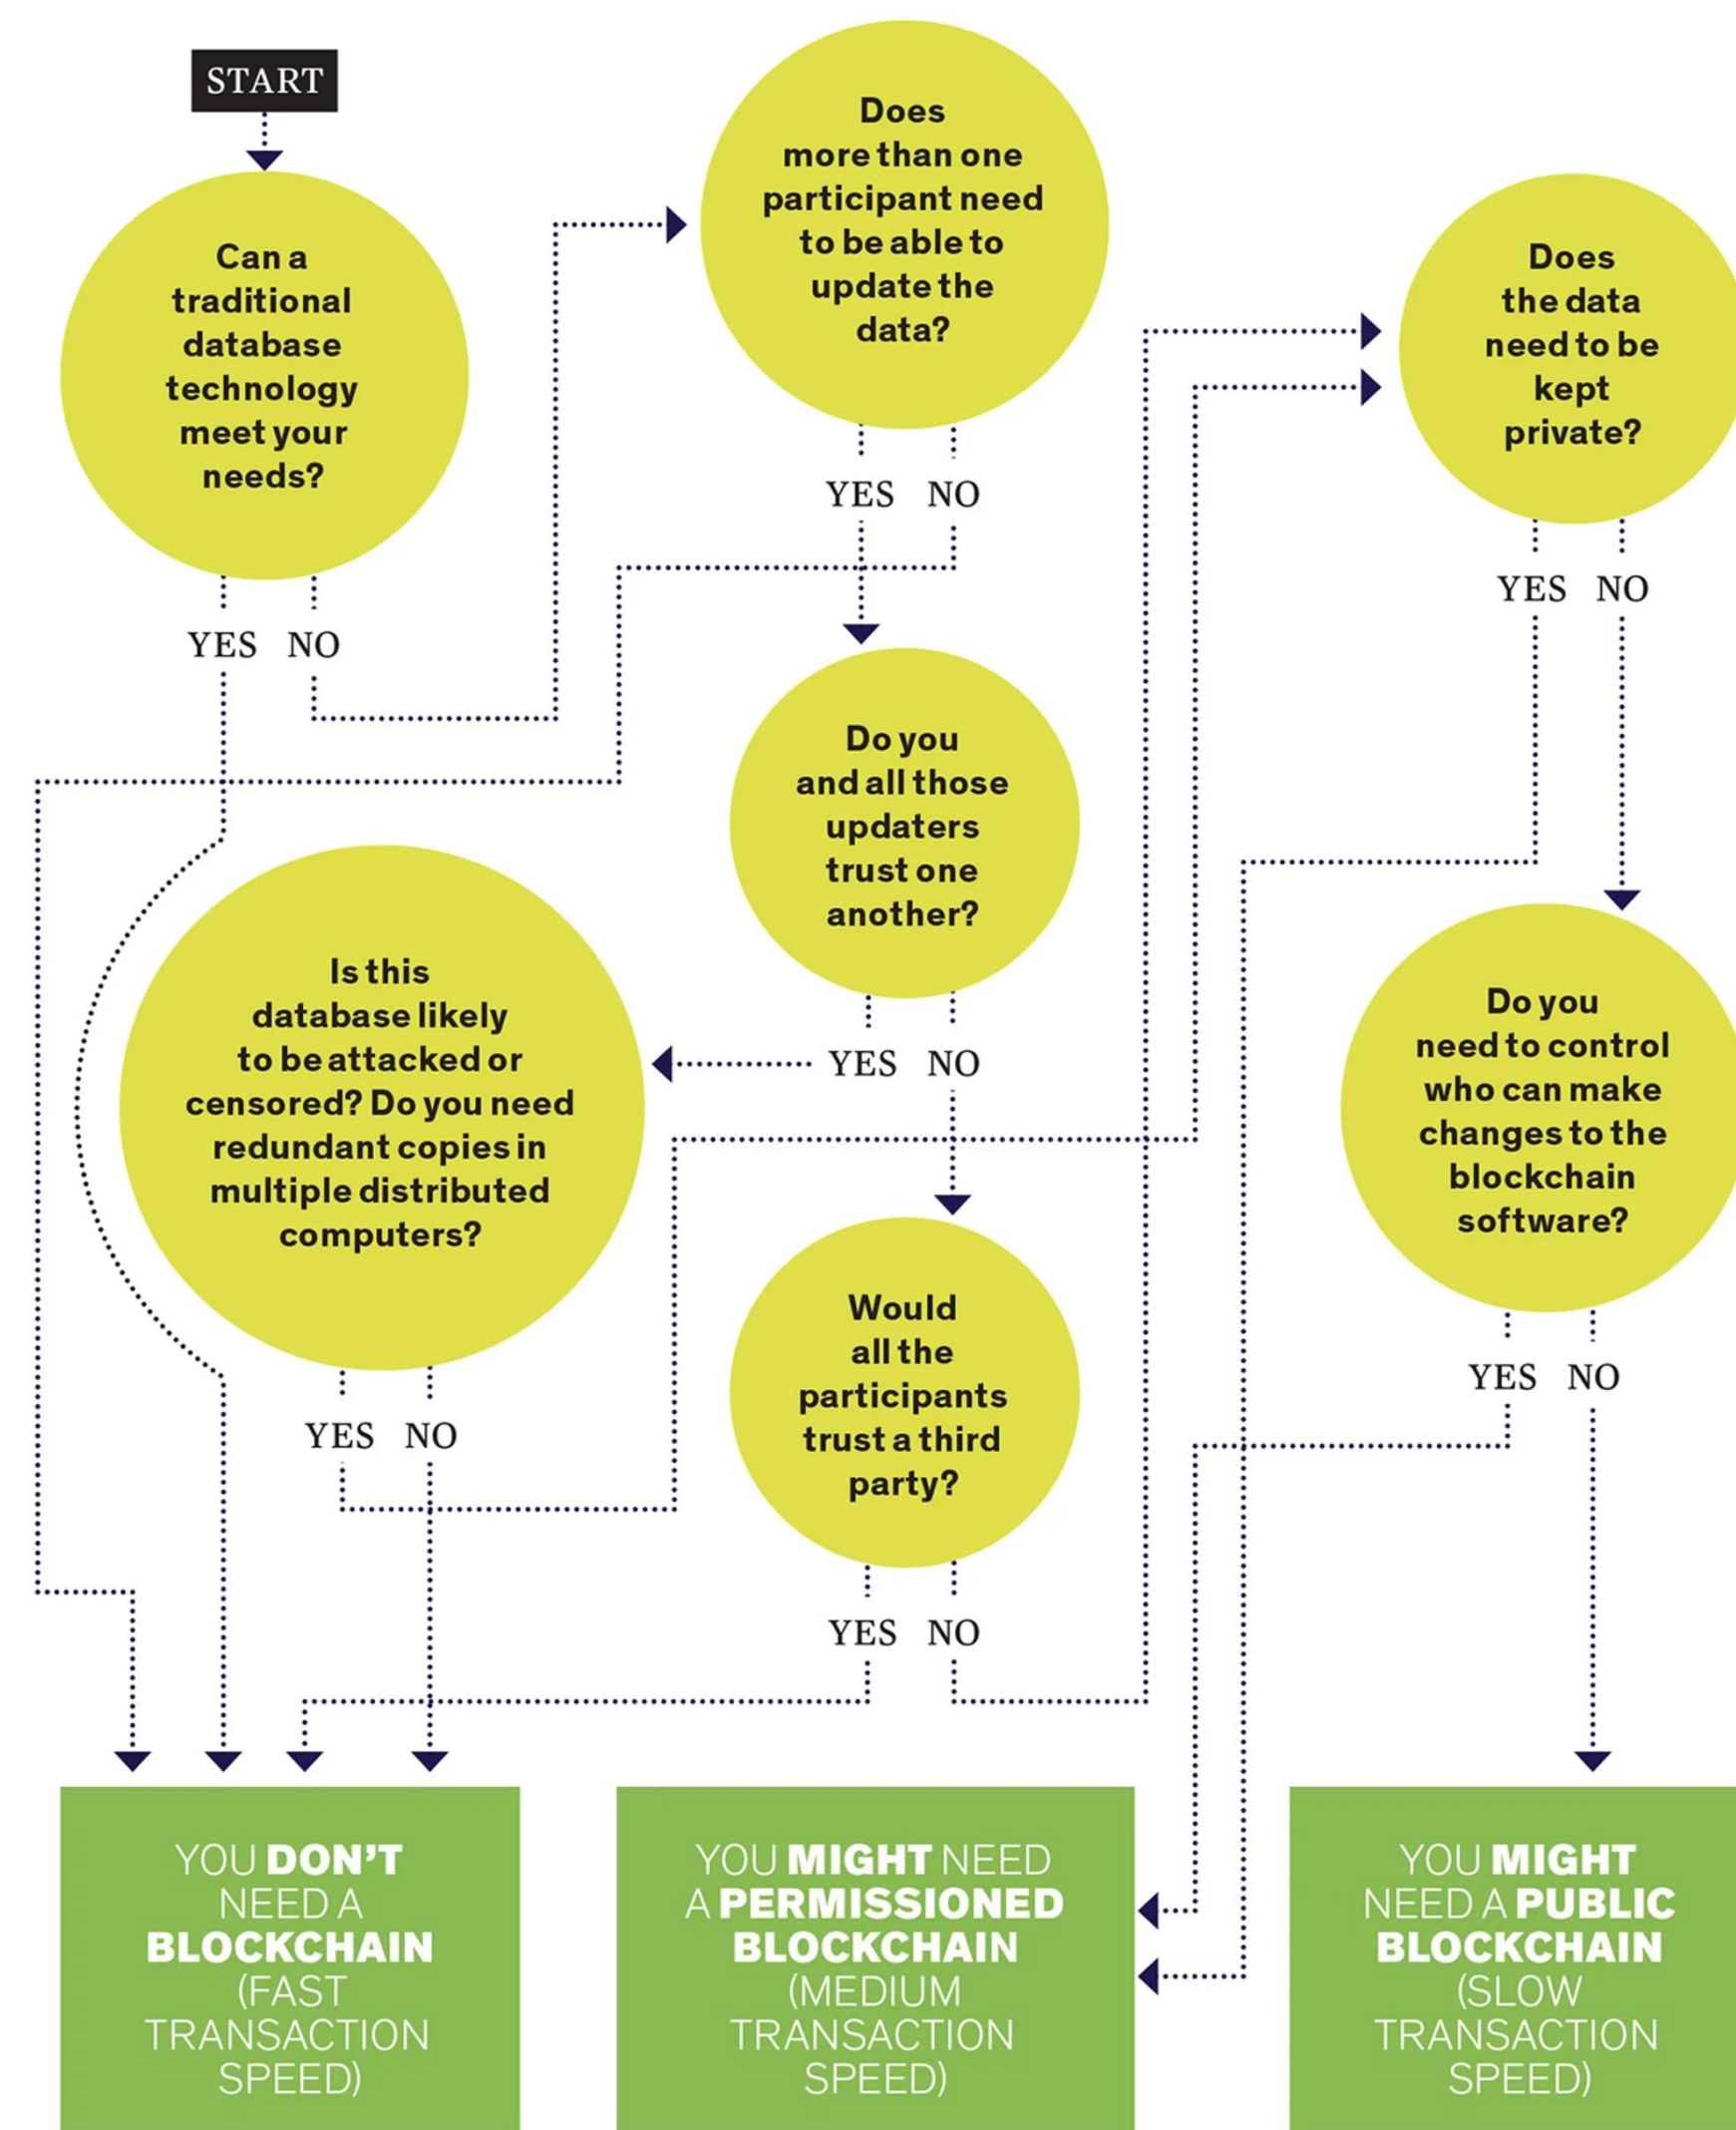 START
Can a
traditional
database
technology
meet your
needs?
YES NO
Does
more than one
participant need
to be able to
update the
data?
YES NO
Do you
and all those
updaters
trust one
another?
YES NO
Is this
database likely
to be attacked or
censored? Do you need
redundant copies in
multiple distributed
computers?
YES NO
Would
all the
participants
trust a third
party?
YES NO
Does
the data
need to be
kept
private?
YES NO
Do you
need to control
who can make
changes to the
blockchain
software?
YES NO
YOU DON’T
NEED A
BLOCKCHAIN
(FAST
TRANSACTION
SPEED)
YOU MIGHT NEED
A PERMISSIONED
BLOCKCHAIN
(MEDIUM
TRANSACTION
SPEED)
YOU MIGHT
NEED A PUBLIC
BLOCKCHAIN
(SLOW
TRANSACTION
SPEED)